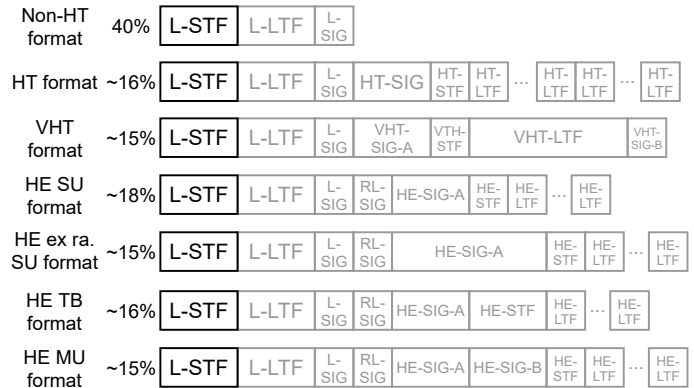 Non-HT format 40% L-STF L-LTF L-SIG
HT format ~16% L-STF L-LTF L-SIG HT-SIG HT-STF HT-LTF ... HT-LTF HT-LTF ... HT-LTF
VHT format ~15% L-STF L-LTF L-SIG VHT-SIG-A VTH-STF VHT-LTF VHT-SIG-B
HE SU format ~18% L-STF L-LTF L-SIG RL-SIG HE-SIG-A HE-STF HE-LTF ... HE-LTF
HE ex ra. SU format ~15% L-STF L-LTF L-SIG RL-SIG HE-SIG-A HE-STF HE-LTF ... HE-LTF
HE TB format ~16% L-STF L-LTF L-SIG RL-SIG HE-SIG-A HE-STF HE-LTF ... HE-LTF
HE MU format ~15% L-STF L-LTF L-SIG RL-SIG HE-SIG-A HE-SIG-B HE-STF HE-LTF ... HE-LTF